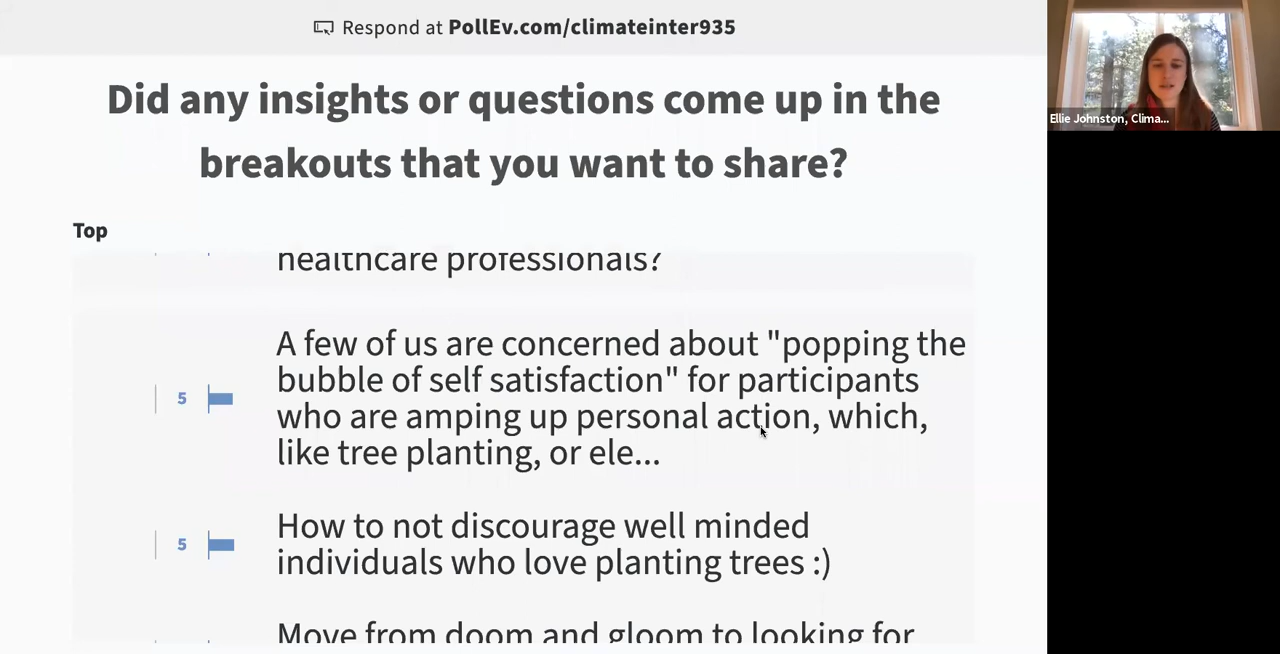 Respond at PollEv.com/climateinter935
Did any insights or questions come up in the
breakouts that you want to share?
Top
healthcare professionals?
A few of us are concerned about "popping the
bubble of self satisfaction" for participants
who are amping up personal action, which,
like tree planting, or ele...
5
How to not discourage well minded
individuals who love planting trees :)
5
Move from doom and gloom to looking for
Ellie Johnston, Clima...